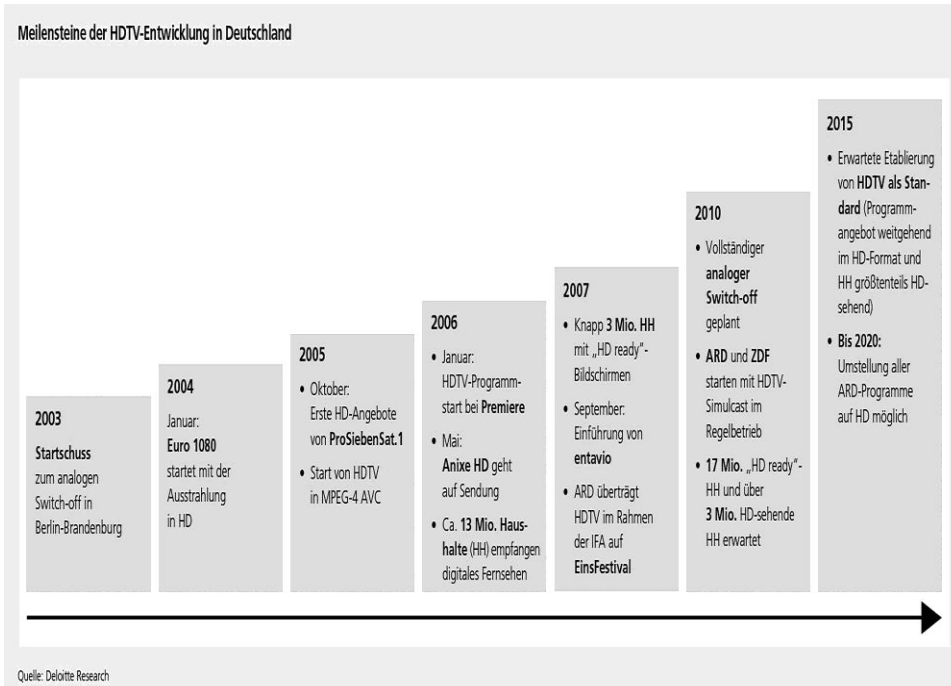 Meilensteine der HDTV-Entwicklung in Deutschland
2003
Startschuss
zum analogen
Switch-off in
Berlin-Brandenburg
2004
Januar:
Euro 1080
startet mit der
Ausstrahlung
in HD
2005
• Oktober:
Erste HD-Angebote
von ProSiebenSat.1
• Start von HDTV
in MPEG-4 AVC
2006
• Januar:
HDTV-Programm-
start bei Premiere
• Mai:
Anixe HD geht
auf Sendung
• Ca. 13 Mio. Haus-
halte (HH) empfangen
digitales Fernsehen
2007
• Knapp 3 Mio. HH
mit „HD ready“-
Bildschirmen
• September:
Einführung von
entavio
• ARD überträgt
HDTV im Rahmen
der IFA auf
EinsFestival
2010
• Vollständiger
analoger
Switch-off
geplant
• ARD und ZDF
starten mit HDTV-
Simulcast im
Regelbetrieb
• 17 Mio. „HD ready“-
HH und über
3 Mio. HD-sehende
HH erwartet
2015
• Erwartete Etablierung
von HDTV als Stan-
dard (Programm-
angebot weitgehend
im HD-Format und
HH größtenteils HD-
sehend)
• Bis 2020:
Umstellung aller
ARD-Programme
auf HD möglich
Quelle: Deloitte Research